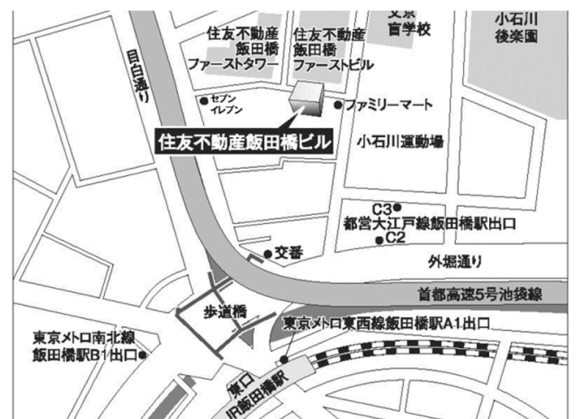 文京
盲学校
小石川
後楽園
住友不動産
飯田橋
ファーストタワー
住友不動産
飯田橋
ファーストビル
目白通り
セブン
イレブン
ファミリーマート
住友不動産飯田橋ビル
小石川運動場
C3
都営大江戸線飯田橋駅出口
C2
交番
外堀通り
首都高速5号池袋線
歩道橋
東京メトロ東西線飯田橋駅A1出口
東京メトロ南北線
飯田橋駅B1出口
東口
JR飯田橋駅